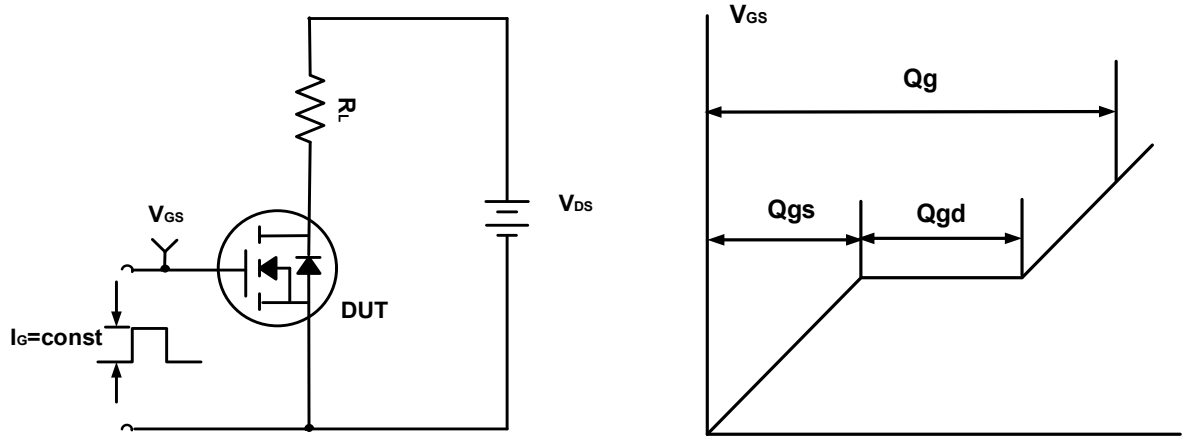 RL
VDS
VGS
DUT
IG=const
VGS
Qg
Qgs
Qgd